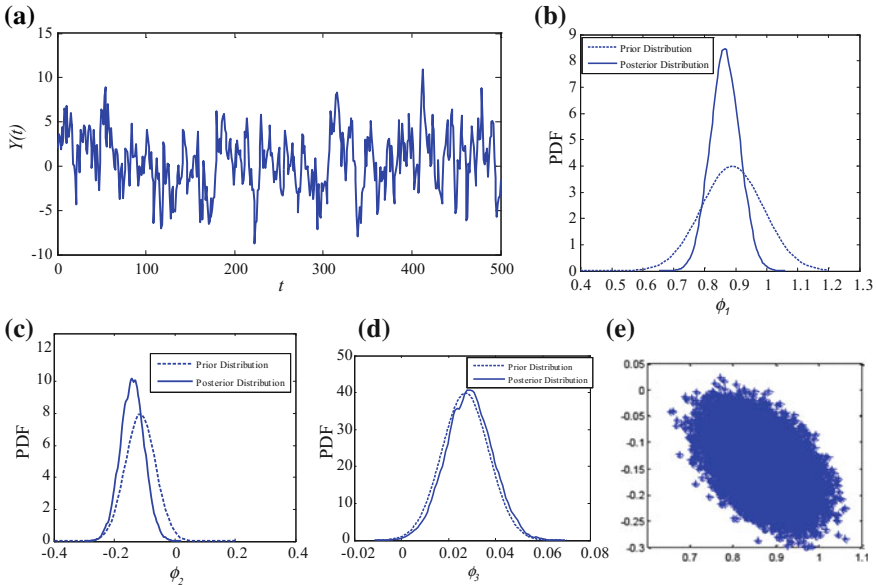 (a)
15
10
5
0
-5
-10
Y(t)
0 100 200 300 400 500
t
(b)
9
8
7
6
5
4
3
2
1
0
PDF
Prior Distribution
Posterior Distribution
0.4 0.5 0.6 0.7 0.8 0.9 1 1.1 1.2 1.3
ϕ1
(c)
12
10
8
6
4
2
0
PDF
Prior Distribution
Posterior Distribution
-0.4 -0.2 0 0.2 0.4
ϕ2
(d)
50
40
30
20
10
0
PDF
Prior Distribution
Posterior Distribution
-0.02 0 0.02 0.04 0.06 0.08
ϕ3
(e)
0.05
0
-0.05
-0.1
-0.15
-0.2
-0.25
-0.3
0.7 0.8 0.9 1 1.1